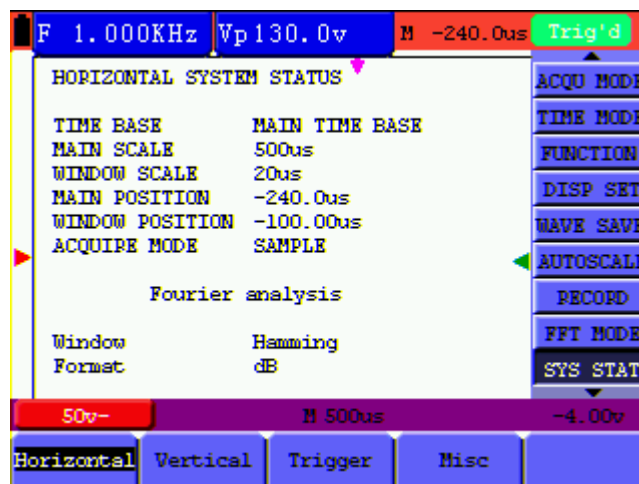 F 1.000KHz Vp130.0v M -240.0us Trig'd
HORIZONTAL SYSTEM STATUS
TIME BASE MAIN TIME BASE
MAIN SCALE 500us
WINDOW SCALE 20us
MAIN POSITION -240.0us
WINDOW POSITION -100.00us
ACQUIRE MODE SAMPLE
Fourier analysis
Window Hamming
Format dB
ACQU MODE
TIME MODE
FUNCTION
DISP SET
WAVE SAVE
AUTOSCALE
RECORD
FFT MODE
SYS STAT
50v- M 500us -4.00v
Horizontal Vertical Trigger Misc